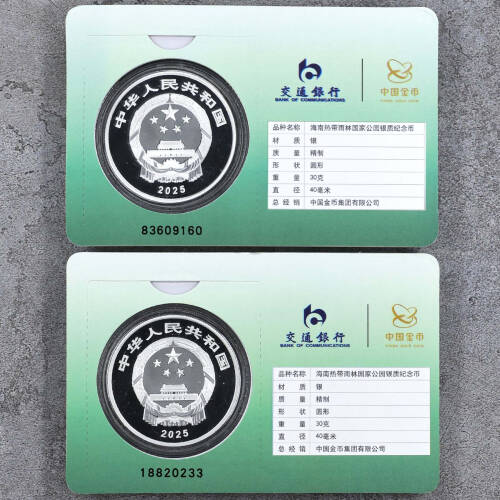 中华人民共和国
2025
83609160
交通銀行
BANK OF COMMUNICATIONS
中国金币
品种名称 海南热带雨林国家公园银质纪念币
材 质 银
质 量 精制
形 状 圆形
重 量 30克
直 径 40毫米
总 经 销 中国金币集团有限公司
中华人民共和国
2025
18820233
交通銀行
BANK OF COMMUNICATIONS
中国金币
品种名称 海南热带雨林国家公园银质纪念币
材 质 银
质 量 精制
形 状 圆形
重 量 30克
直 径 40毫米
总 经 销 中国金币集团有限公司